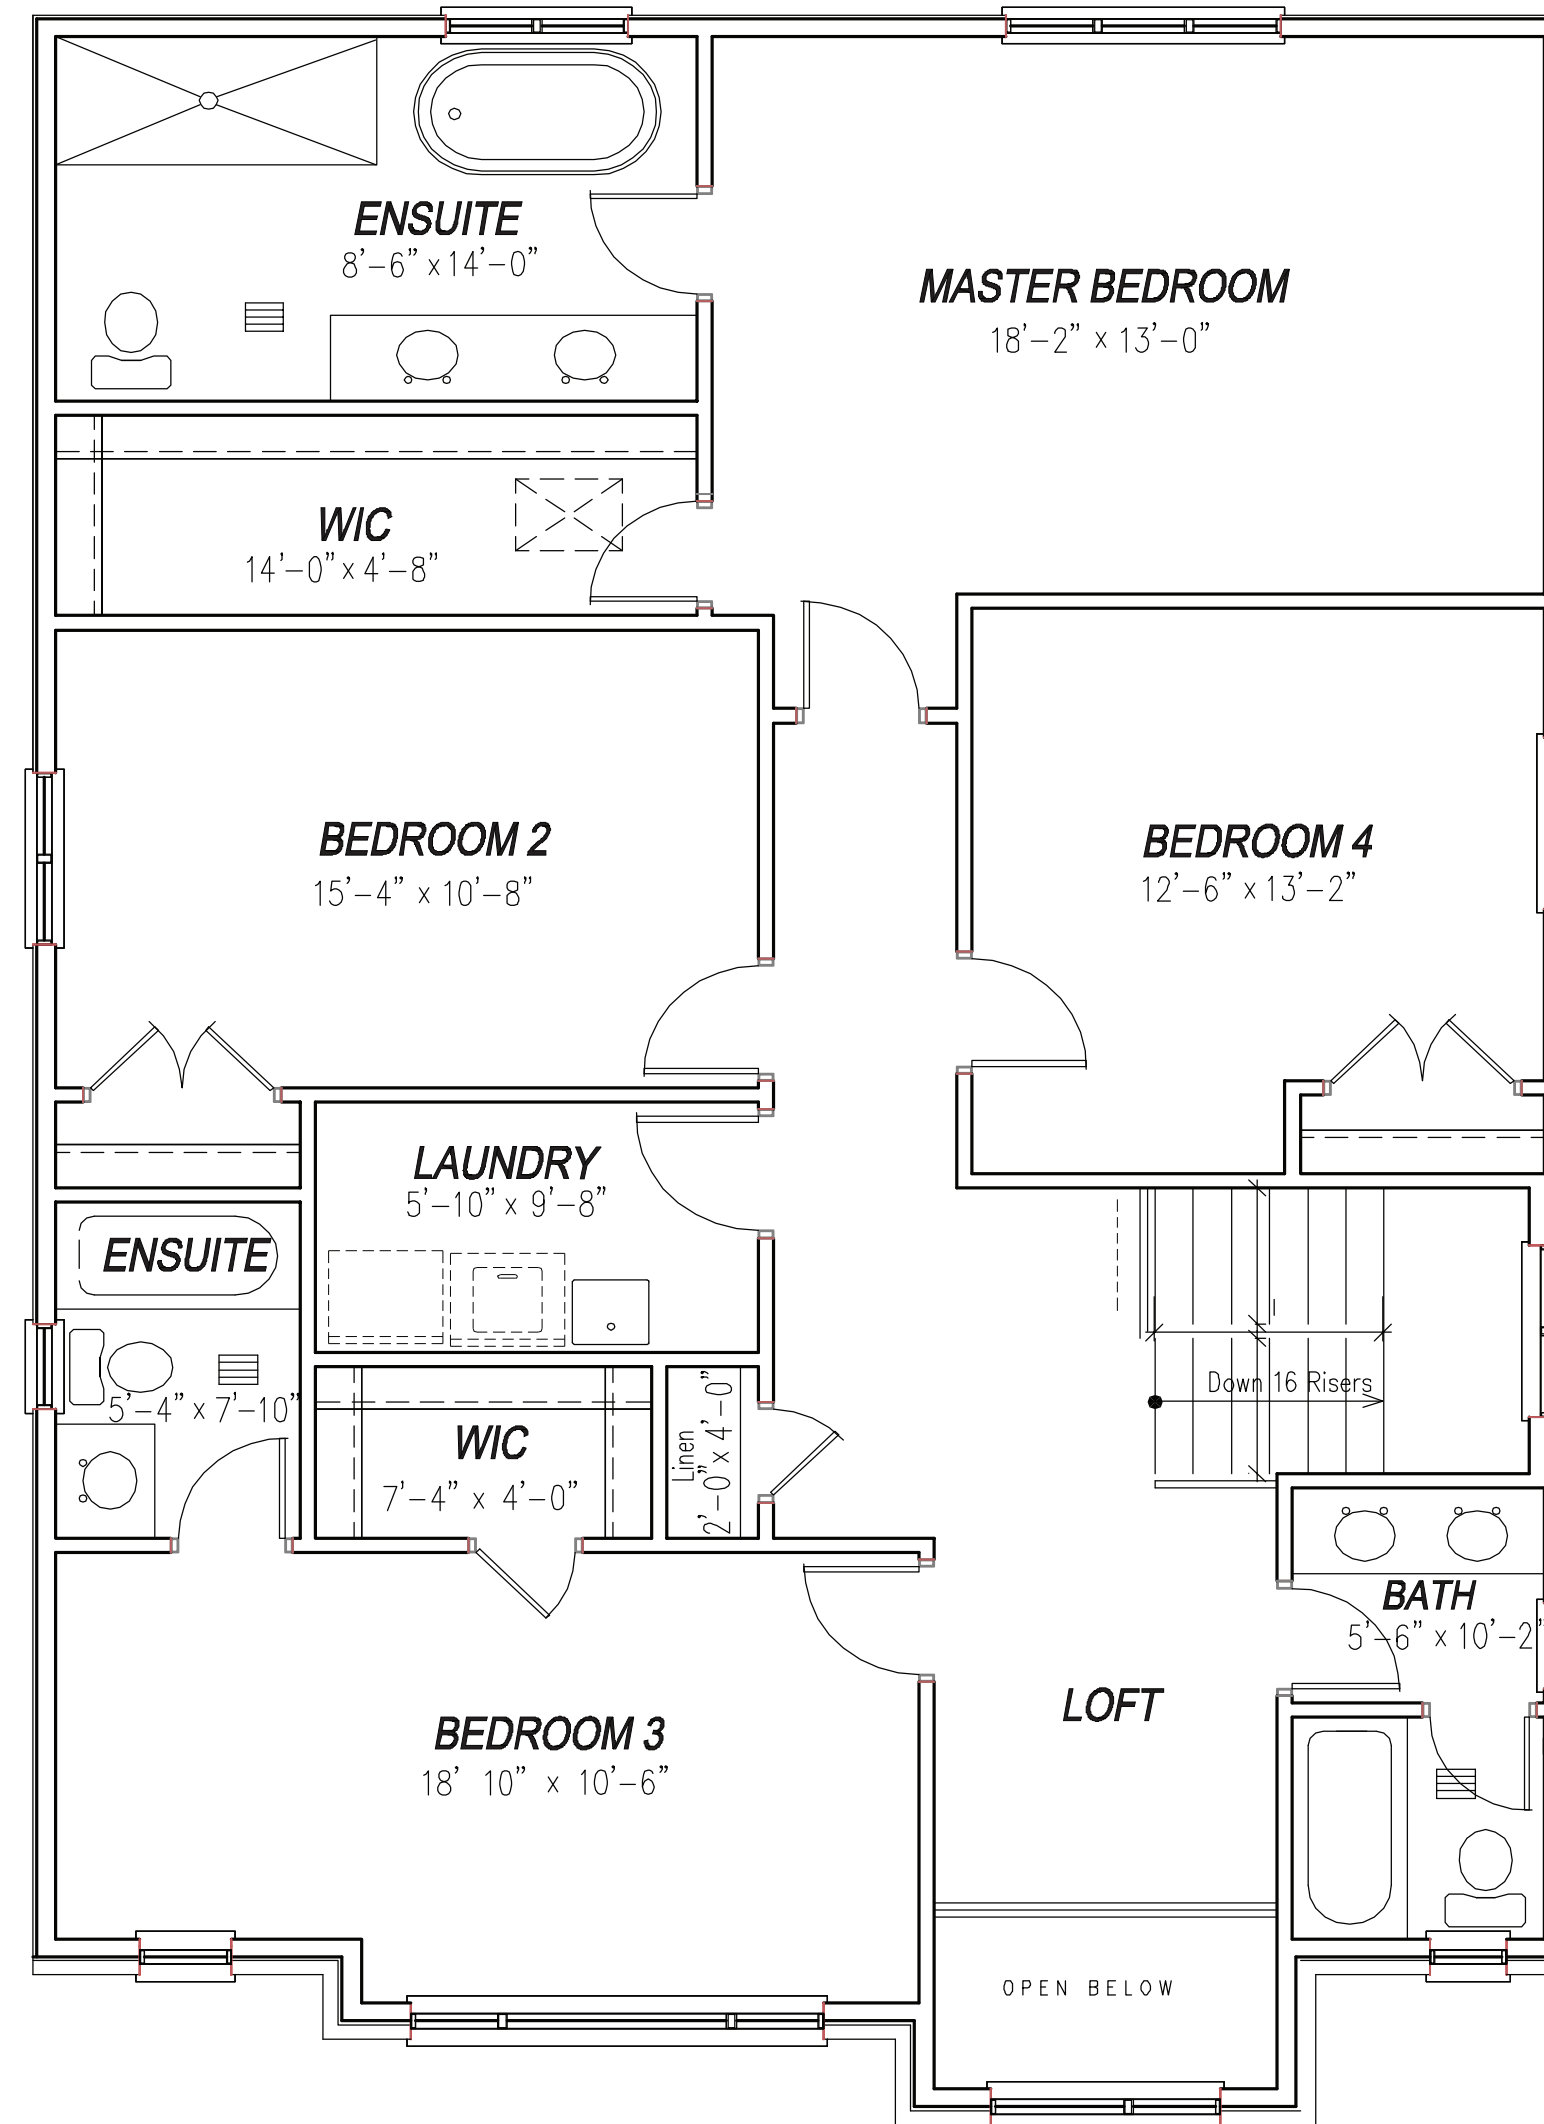 ENSUITE
8'-6" x 14'-0"
MASTER BEDROOM
18'-2" x 13'-0"
WIC
14'-0" x 4'-8"
BEDROOM 2
15'-4" x 10'-8"
BEDROOM 4
12'-6" x 13'-2"
LAUNDRY
5'-10" x 9'-8"
ENSUITE
5'-4" x 7'-10"
Down 16 Risers
WIC
7'-4" x 4'-0"
Linen
2'-0" x 4'-0"
BATH
5'-6" x 10'-2"
LOFT
BEDROOM 3
18' 10" x 10'-6"
OPEN BELOW